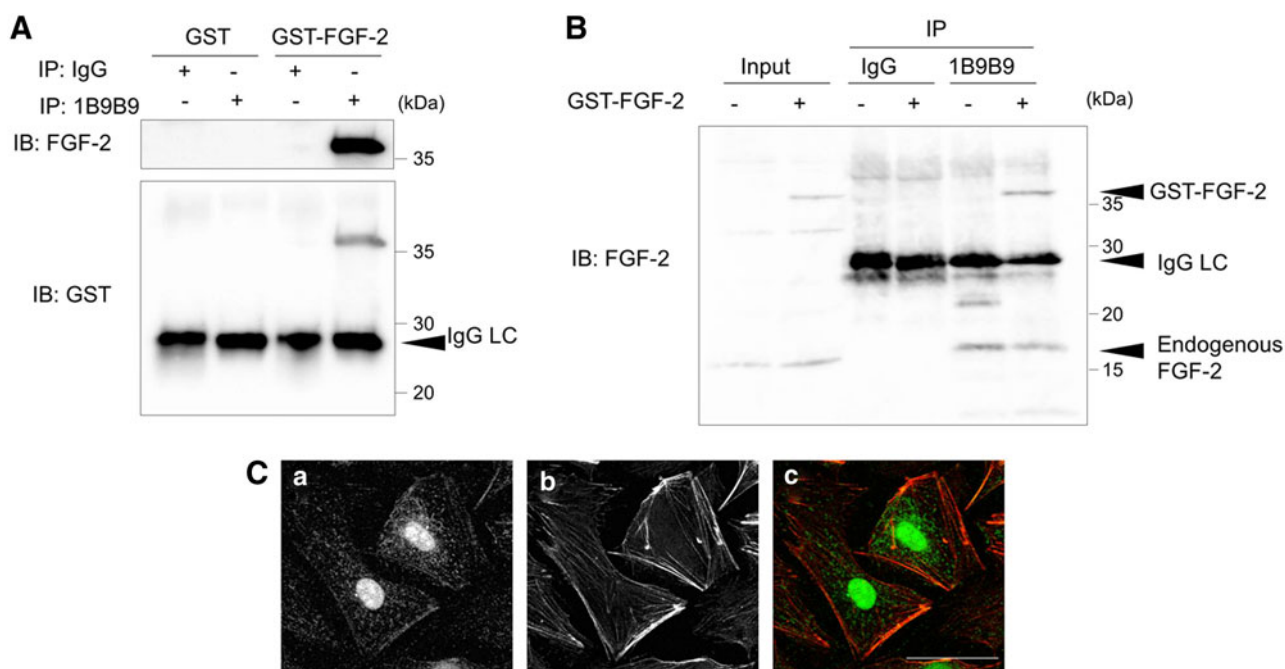 A
GST GST-FGF-2
IP: IgG + - + -
IP: 1B9B9 - + - + (kDa)
IB: FGF-2
35
IB: GST
35
30
IgG LC
20
B
IP
Input IgG 1B9B9
GST-FGF-2 - + - + - + (kDa)
IB: FGF-2
GST-FGF-2
35
30
IgG LC
20
Endogenous
FGF-2
15
C
a b c